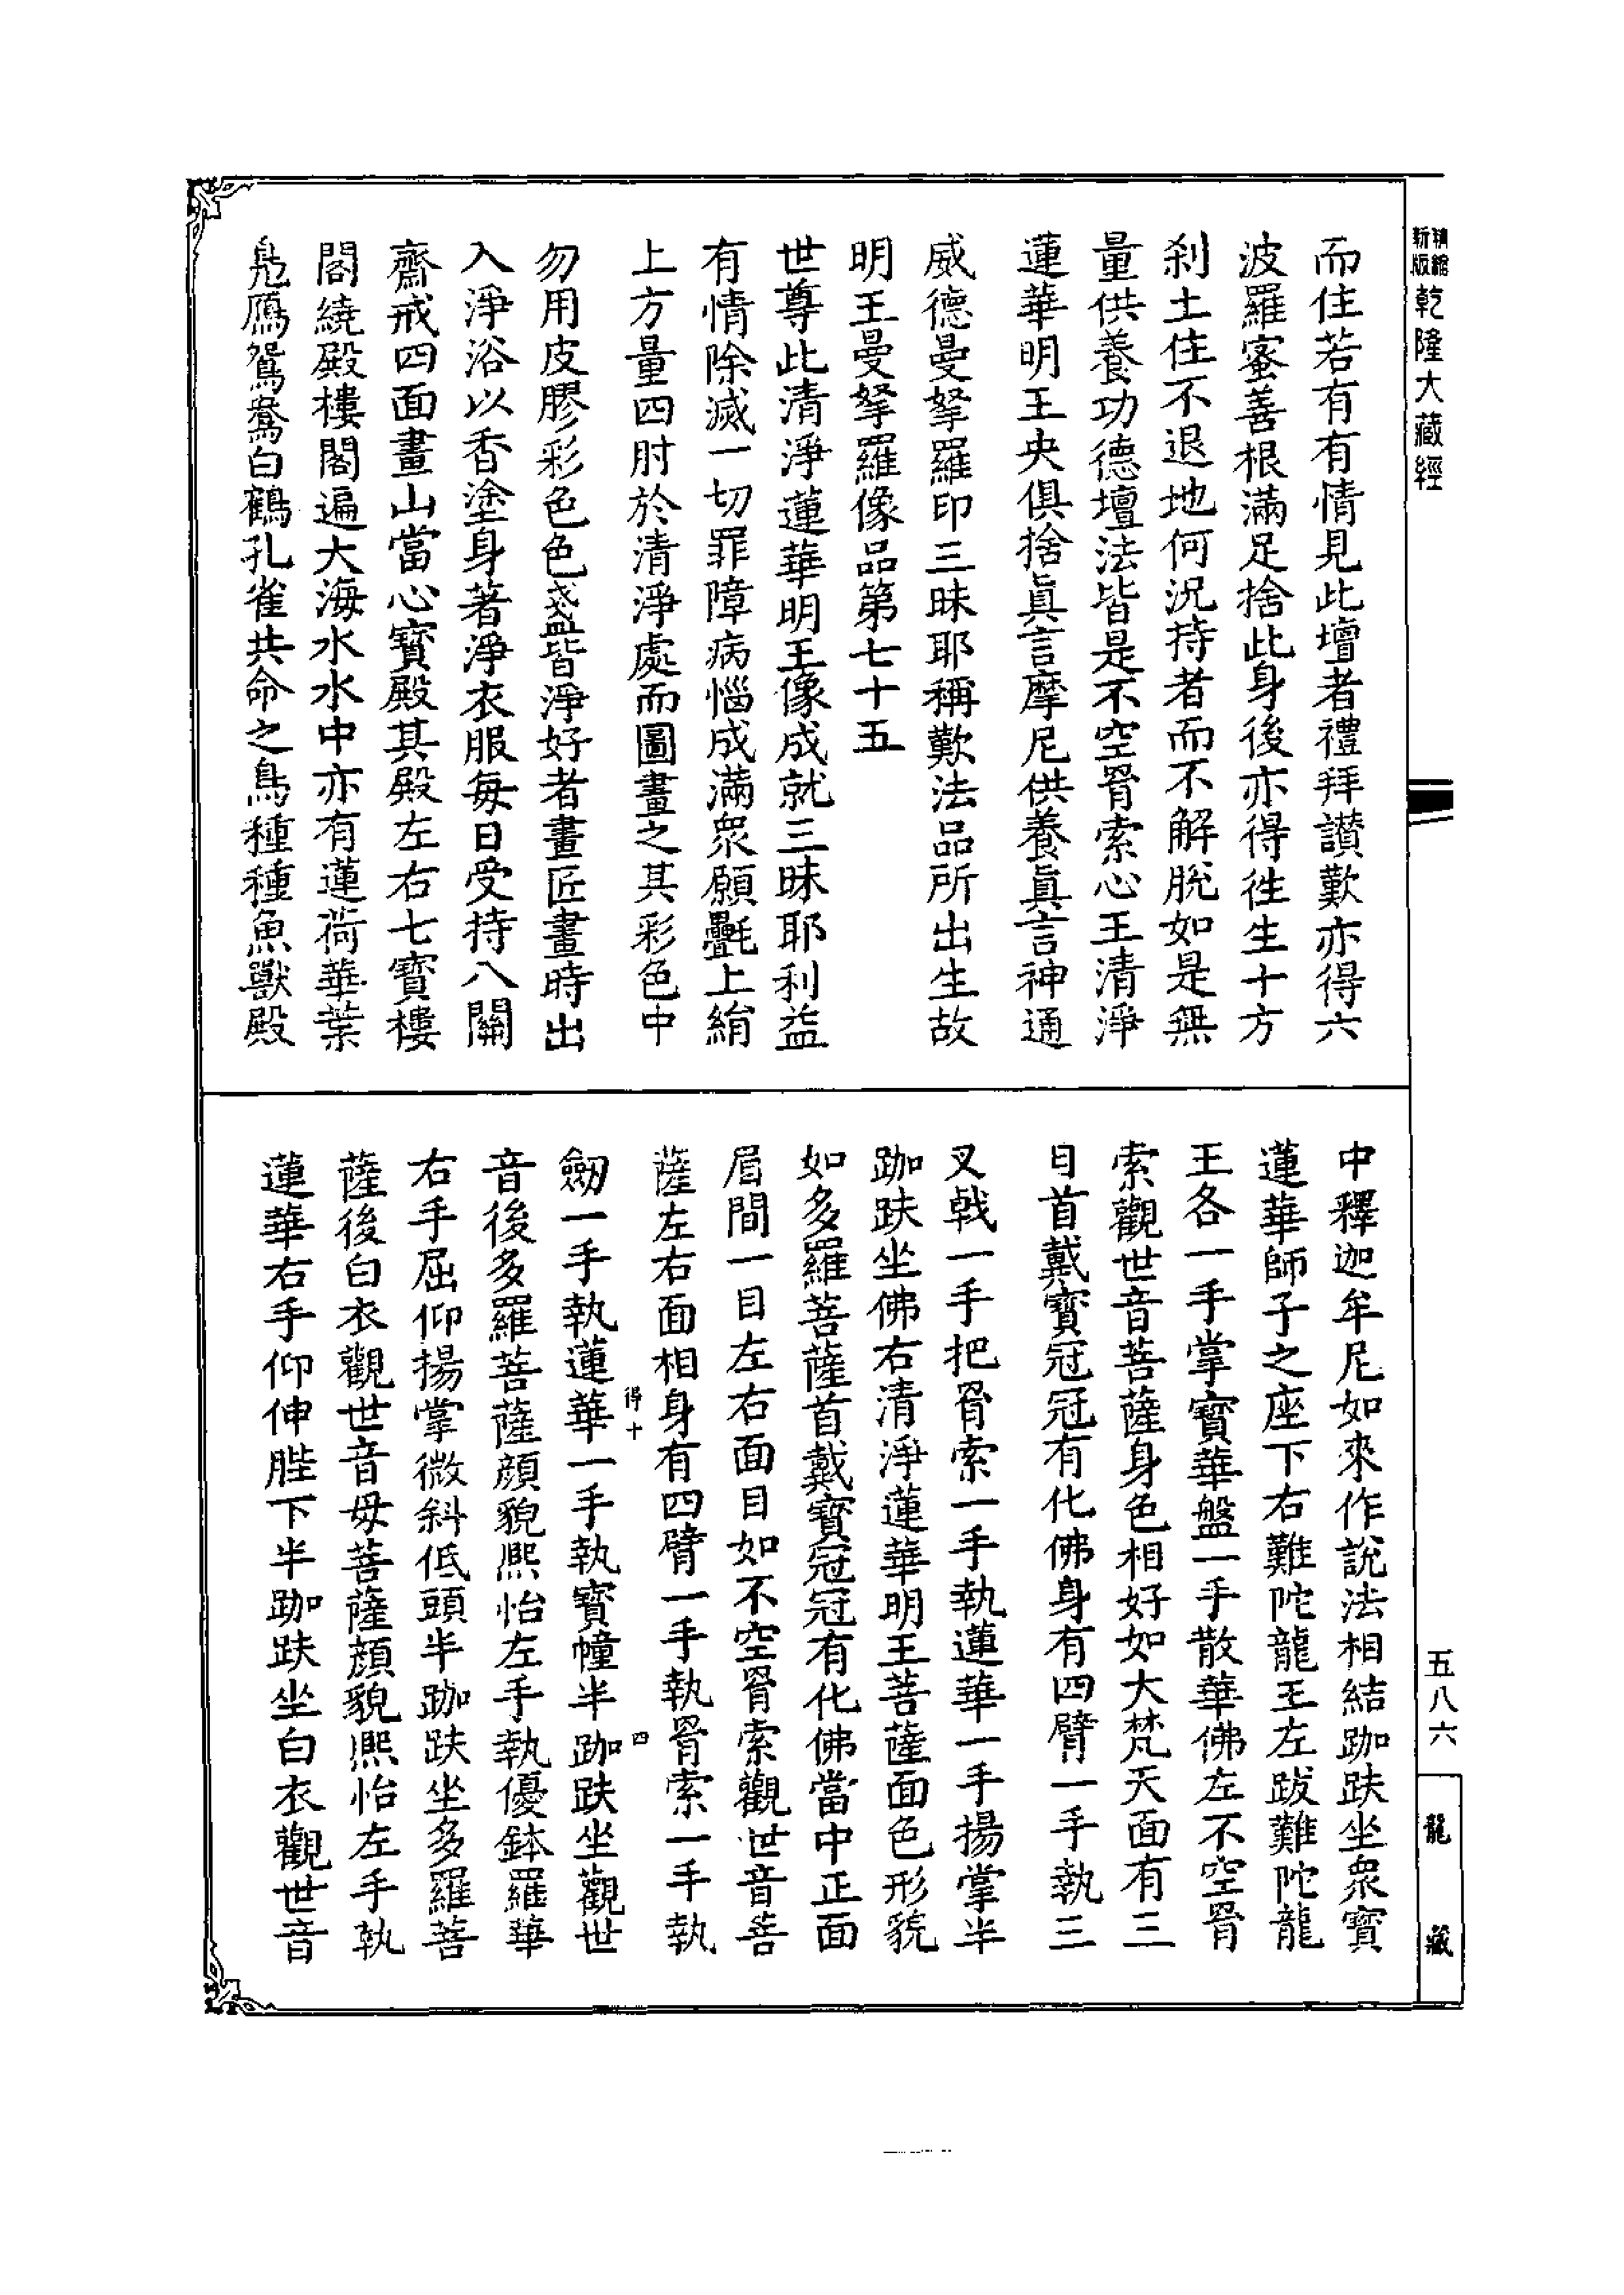 精縮新版乾隆大藏經
而住若有有情見此壇者禮拜讚歎亦得六
波羅蜜善根滿足捨此身後亦得徃生十方
刹土住不退地何況持者而不解脫如是無
量供養功德壇法皆是不空罥索心王清淨
蓮華明王央俱捨眞言摩尼供養眞言神通
威德曼拏羅印三昧耶稱歎法品所出生故
明王曼拏羅像品第七十五
世尊此清淨蓮華明王像成就三昧耶利益
有情除滅一切罪障病惱成滿衆願氎上絹
上方量四肘於清淨處而圖畫之其彩色中
勿用皮膠彩色色盞皆淨好者畫匠畫時出
入淨浴以香塗身著淨衣服每日受持八關
齋戒四面畫山當心寶殿其殿左右七寶樓
閣繞殿樓閣遍大海水水中亦有蓮荷華葉
鳧鴈鴛鴦白鶴孔雀共命之鳥種種魚獸殿
中釋迦牟尼如來作說法相結跏趺坐衆寶
蓮華師子之座下右難陀龍王左跋難陀龍
王各一手掌寶華盤一手散華佛左不空罥
索觀世音菩薩身色相好如大梵天面有三
目首戴寶冠冠有化佛身有四臂一手執三
叉戟一手把罥索一手執蓮華一手揚掌半
跏趺坐佛右清淨蓮華明王菩薩面色形貌
如多羅菩薩首戴寶冠冠有化佛當中正面
眉間一目左右面目如不空罥索觀世音菩
薩左右面相身有四臂一手執罥索一手執
得十 四
劒一手執蓮華一手執寶幢半跏趺坐觀世
音後多羅菩薩顔貌熙怡左手執優鉢羅華
右手屈仰揚掌微斜低頭半跏趺坐多羅菩
薩後白衣觀世音母菩薩顔貌熙怡左手執
蓮華右手仰伸䏶下半跏趺坐白衣觀世音
五八六
龍藏